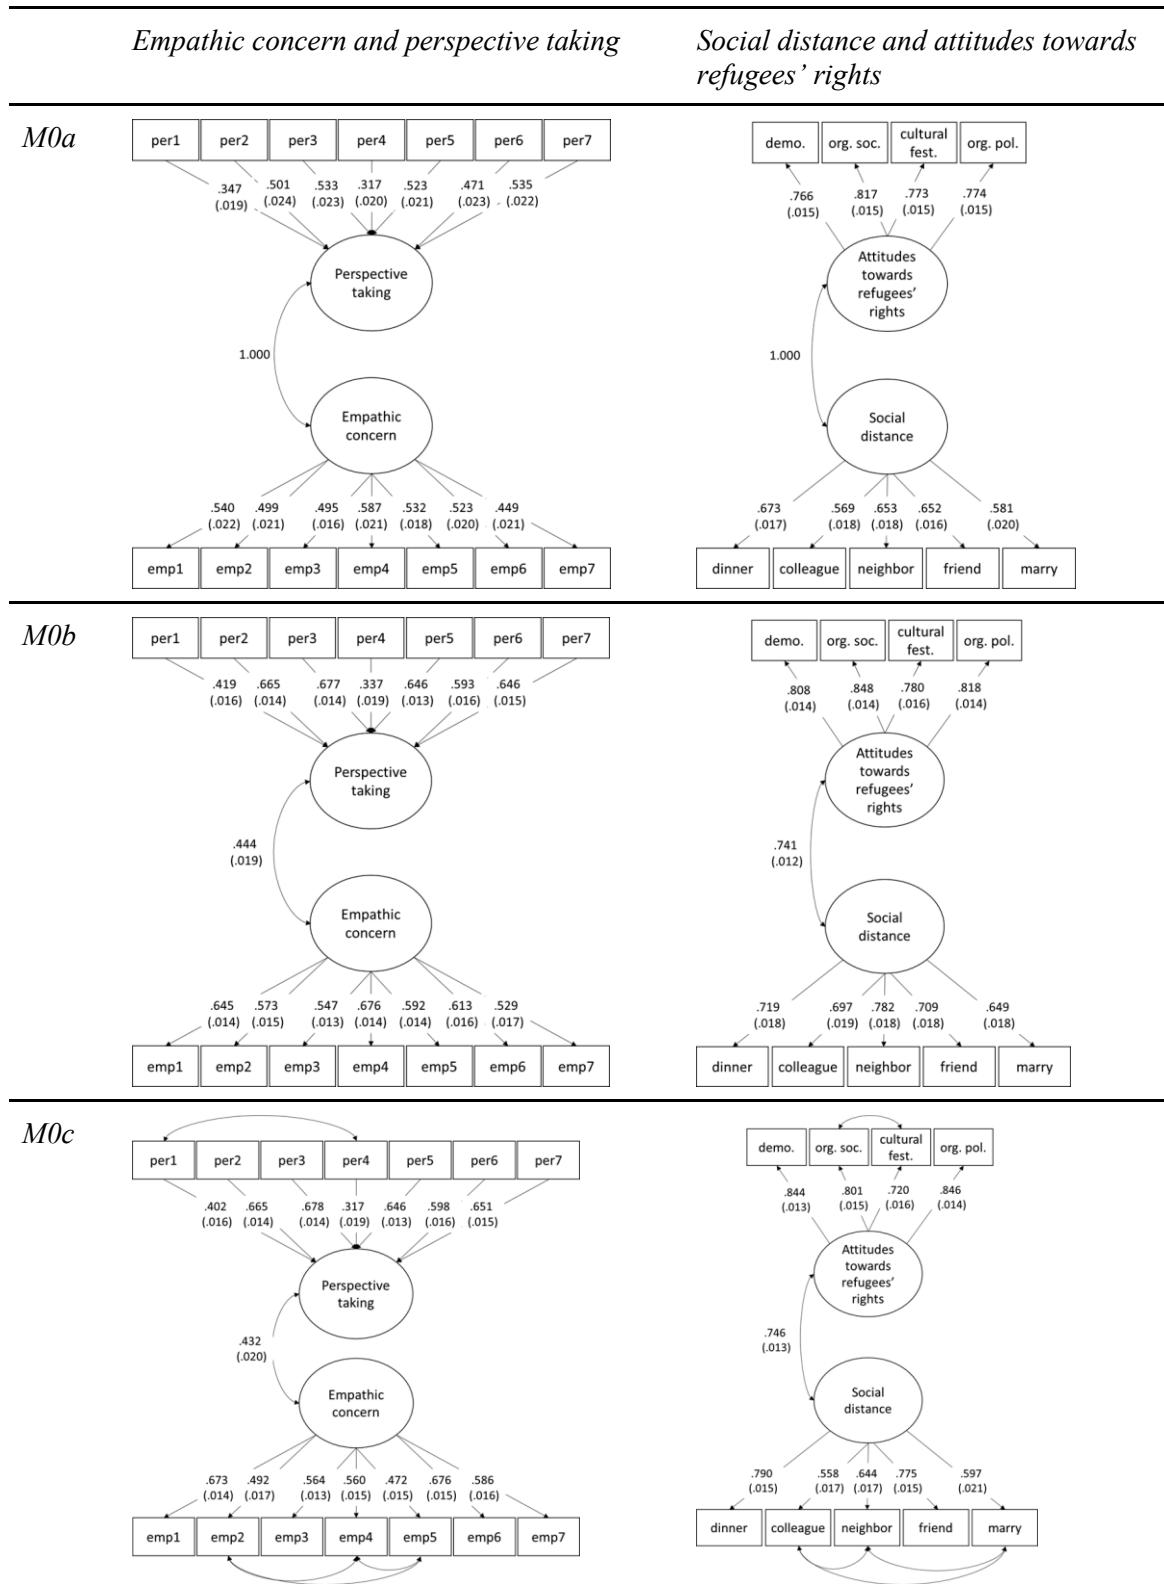 Empathic concern and perspective taking
Social distance and attitudes towards
refugees’ rights
M0a
per1 per2 per3 per4 per5 per6 per7
.347 .501 .533 .317 .523 .471 .535
(.019) (.024) (.023) (.020) (.021) (.023) (.022)
Perspective
taking
1.000
Empathic
concern
.540 .499 .495 .587 .532 .523 .449
(.022) (.021) (.016) (.021) (.018) (.020) (.021)
emp1 emp2 emp3 emp4 emp5 emp6 emp7
demo. org. soc. cultural fest. org. pol.
.766 .817 .773 .774
(.015) (.015) (.015) (.015)
Attitudes
towards
refugees’
rights
1.000
Social
distance
.673 .569 .653 .652 .581
(.017) (.018) (.018) (.016) (.020)
dinner colleague neighbor friend marry
M0b
per1 per2 per3 per4 per5 per6 per7
.419 .665 .677 .337 .646 .593 .646
(.016) (.014) (.014) (.019) (.013) (.016) (.015)
Perspective
taking
.444
(.019)
Empathic
concern
.645 .573 .547 .676 .592 .613 .529
(.014) (.015) (.013) (.014) (.014) (.016) (.017)
emp1 emp2 emp3 emp4 emp5 emp6 emp7
demo. org. soc. cultural fest. org. pol.
.808 .848 .780 .818
(.014) (.014) (.016) (.014)
Attitudes
towards
refugees’
rights
.741
(.012)
Social
distance
.719 .697 .782 .709 .649
(.018) (.019) (.018) (.018) (.018)
dinner colleague neighbor friend marry
M0c
per1 per2 per3 per4 per5 per6 per7
.402 .665 .678 .317 .646 .598 .651
(.016) (.014) (.014) (.019) (.013) (.016) (.015)
Perspective
taking
.432
(.020)
Empathic
concern
.673 .492 .564 .560 .472 .676 .586
(.014) (.017) (.013) (.015) (.015) (.015) (.016)
emp1 emp2 emp3 emp4 emp5 emp6 emp7
demo. org. soc. cultural fest. org. pol.
.844 .801 .720 .846
(.013) (.015) (.016) (.014)
Attitudes
towards
refugees’
rights
.746
(.013)
Social
distance
.790 .558 .644 .775 .597
(.015) (.017) (.017) (.015) (.021)
dinner colleague neighbor friend marry